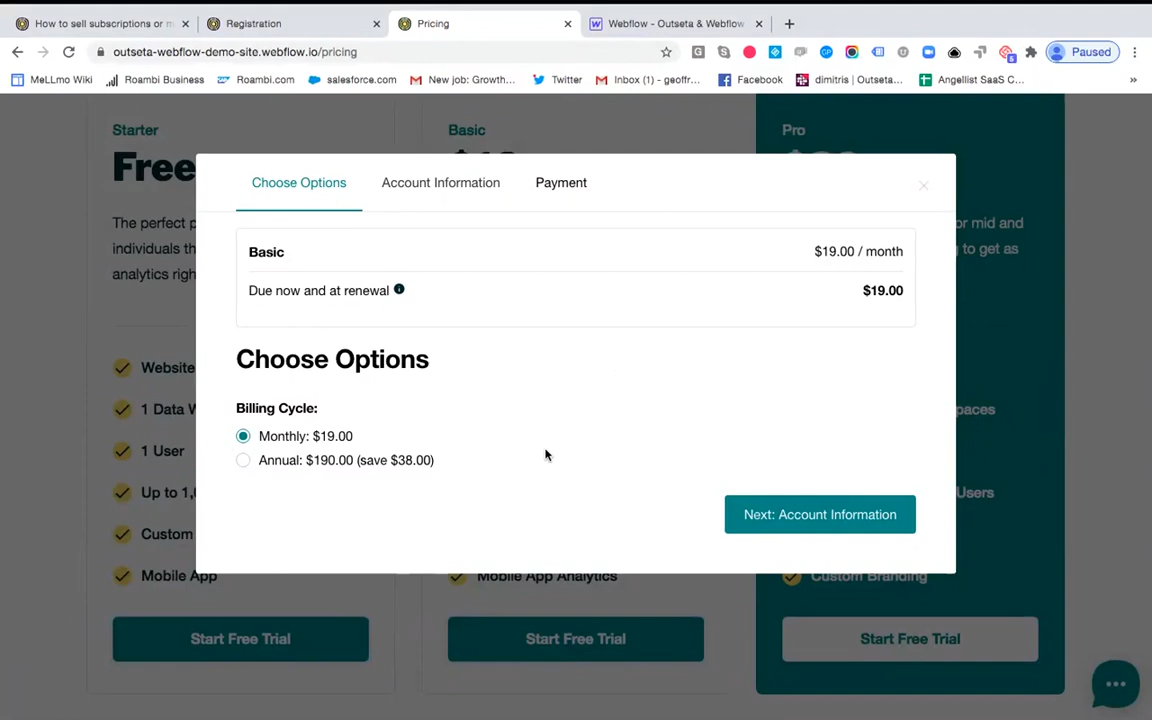 How to sell subscriptions or m
Registration
Pricing
Webflow - Outseta & Webflow
outseta-webflow-demo-site.webflow.io/pricing
Paused
MeLLmo Wiki
Roambi Business
Roambi.com
salesforce.com
New job: Growth...
Twitter
Inbox (1) - geoffr...
Facebook
dimitris | Outseta...
Angellist SaaS C...
»
Starter
Basic
Pro
Free
The perfect p
individuals th
analytics righ
or mid and
g to get as
Choose Options
Account Information
Payment
Basic
$19.00 / month
Due now and at renewal
$19.00
Choose Options
Billing Cycle:
Monthly: $19.00
Annual: $190.00 (save $38.00)
Next: Account Information
Website
1 Data W
1 User
Up to 1,
Custom
Mobile App
Mobile App Analytics
paces
Users
Custom Branding
Start Free Trial
Start Free Trial
Start Free Trial